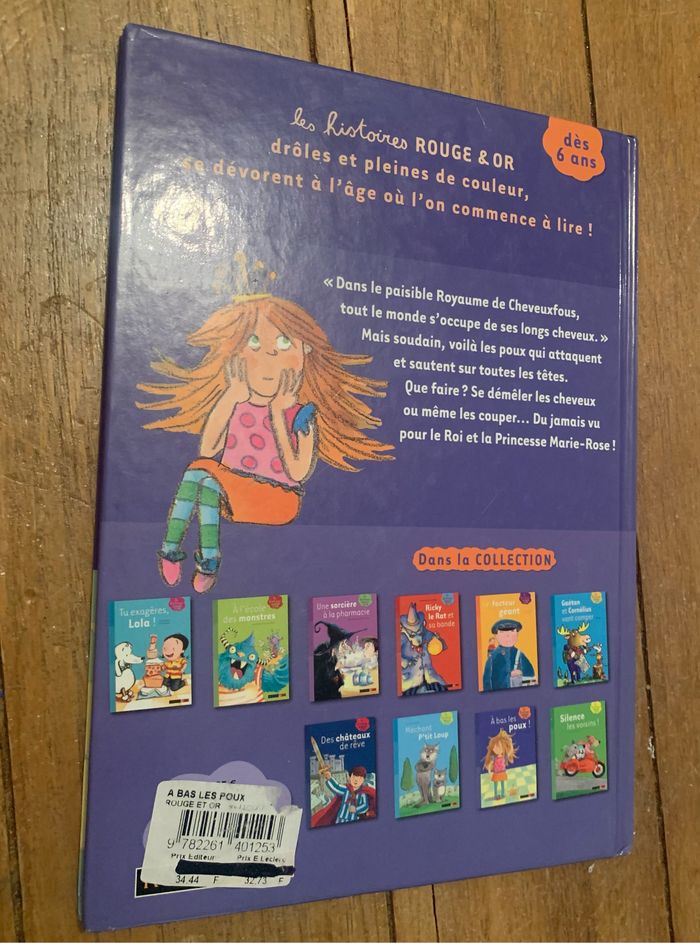 les histoires ROUGE & OR
drôles et pleines de couleur,
se dévorent à l'âge où l'on commence à lire !
dès
6 ans
« Dans le paisible Royaume de Cheveuxfous,
tout le monde s'occupe de ses longs cheveux. »
Mais soudain, voilà les poux qui attaquent
et sautent sur toutes les têtes.
Que faire ? Se démêler les cheveux
ou même les couper... Du jamais vu
pour le Roi et la Princesse Marie-Rose !
Dans la COLLECTION
Tu exagères,
Lola !
À l'école
des monstres
Une sorcière
à la pharmacie
Ricky
le Rat et
sa bande
facteur
géant
Gaétan
et Cornélius
vont camper
Des châteaux
de rêve
Méchant
P'tit Loup
À bas les
poux !
Silence
les voisins !
A BAS LES POUX
ROUGE ET OR
9 782261 401253
Prix Editeur Prix E.Leclerc
34.44 F 32.73 F